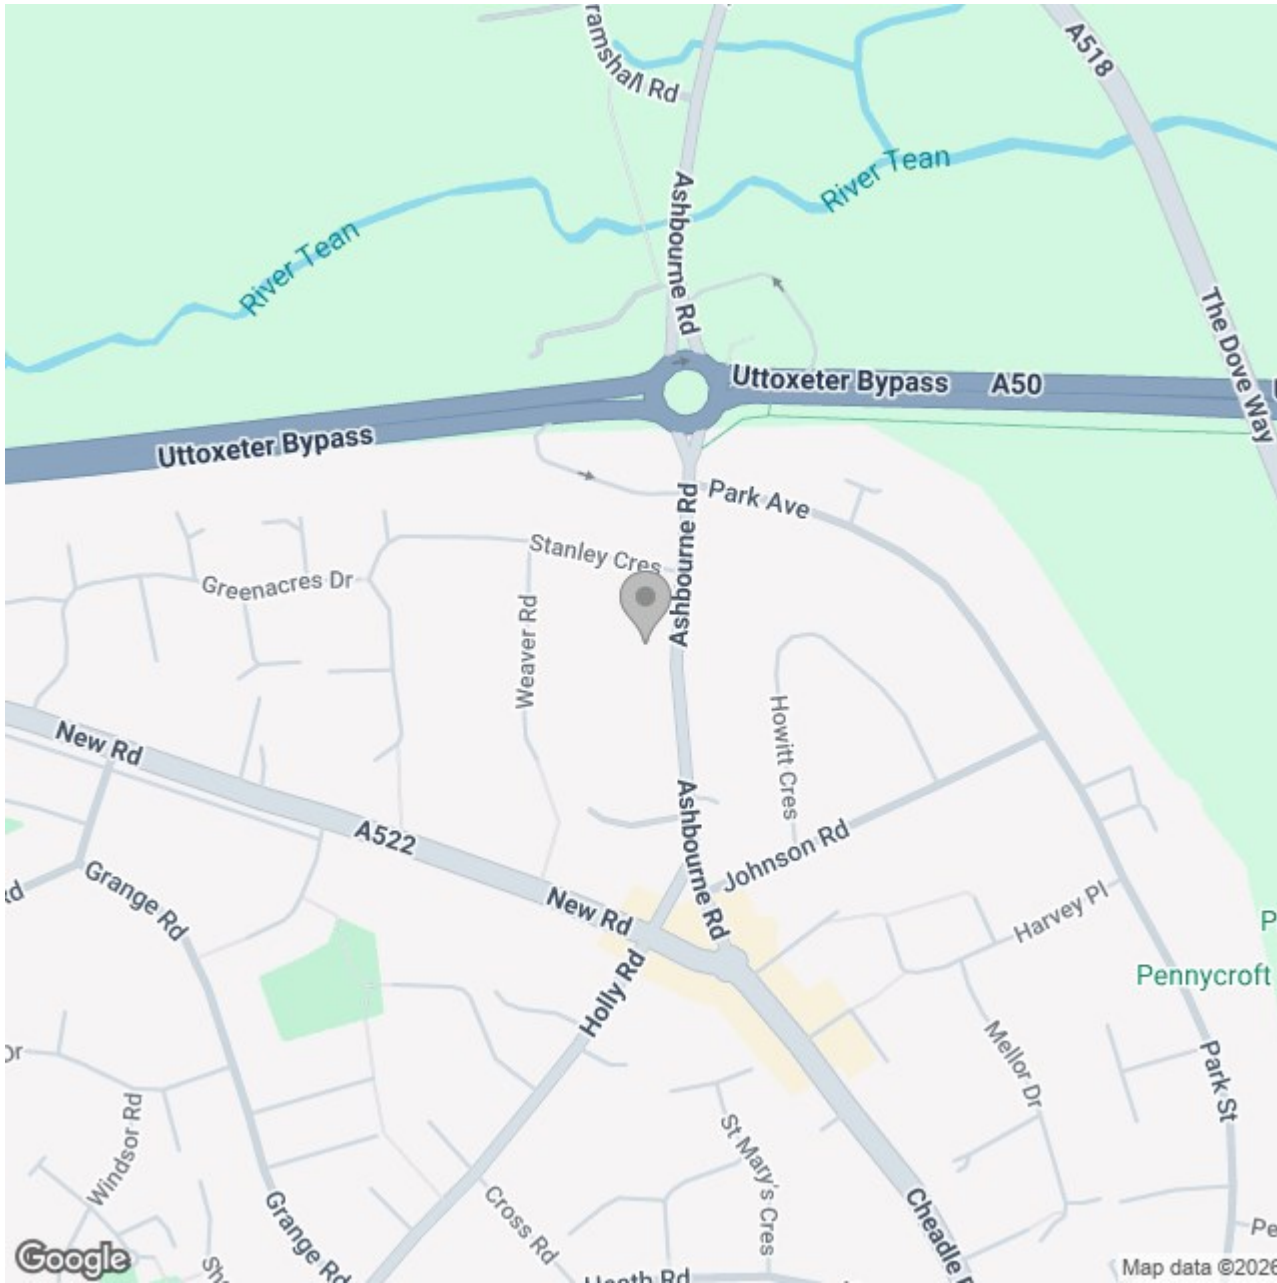 ramshall Rd
A518
River Tean
River Tean
Ashbourne Rd
The Dove Way
Uttoxeter Bypass
A50
Uttoxeter Bypass
Park Ave
Ashbourne Rd
Stanley Cres
Greenacres Dr
Weaver Rd
Howitt Cres
New Rd
Ashbourne Rd
A522
Johnson Rd
Grange Rd
New Rd
Harvey Pl
Holly Rd
Pennycroft
Mellor Dr
Park St
Windsor Rd
St Mary's Cres
Grange Rd
Cross Rd
Cheadle
Heath Rd
Google
Map data ©2026